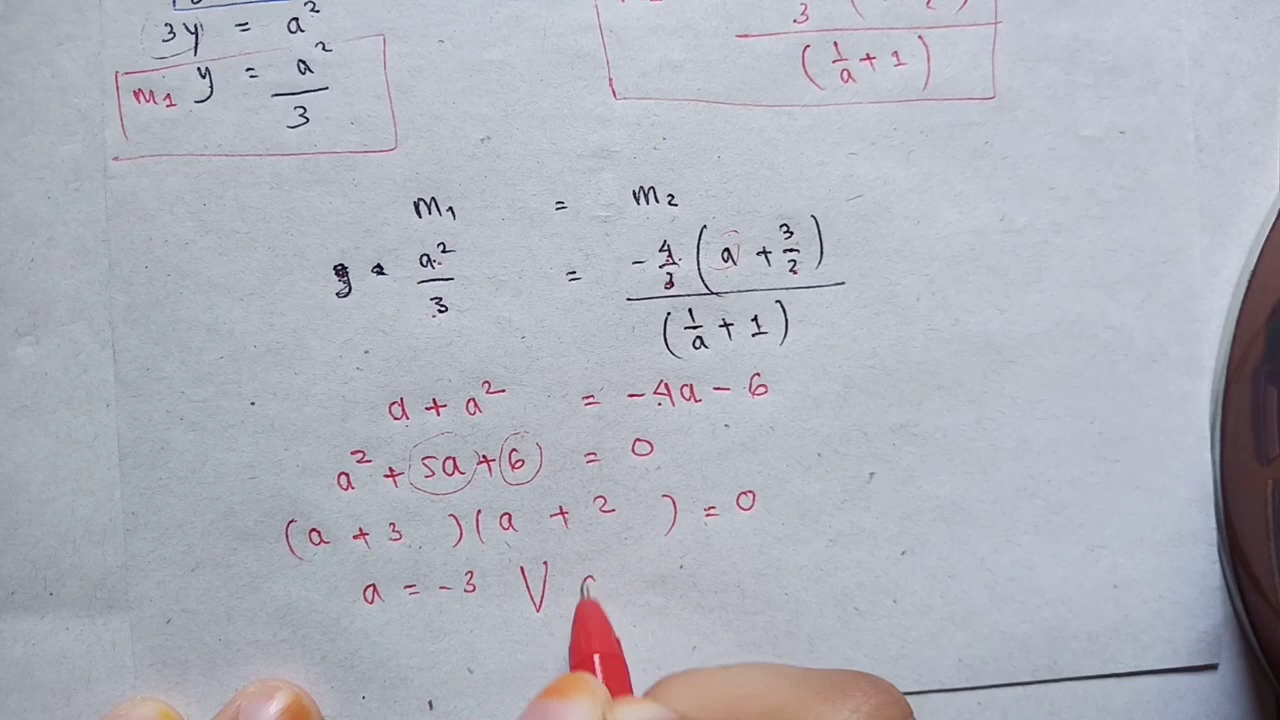 3y = a²
m₁ y = a²/3
3
(1/a + 1)
m₁ = m₂
a²/3 = -4/3 (a + 3/2) / (1/a + 1)
a + a² = -4a - 6
a² + 5a + 6 = 0
(a + 3 )(a + 2 ) = 0
a = -3 V